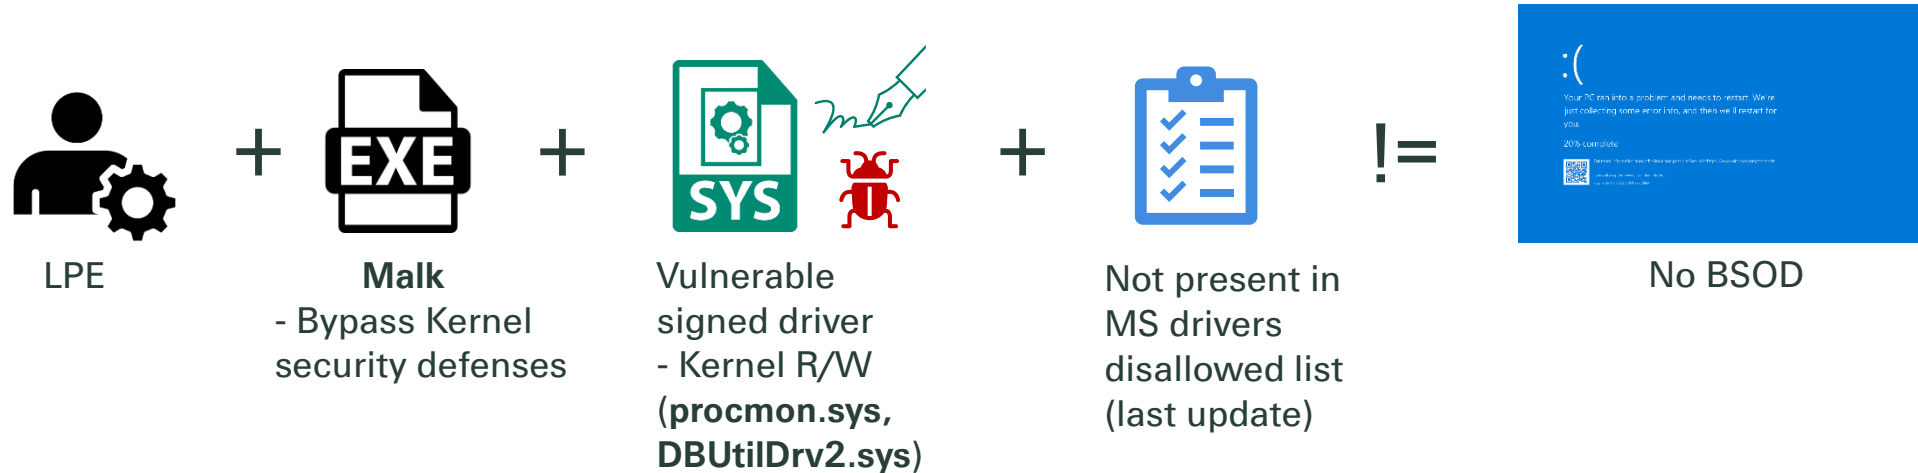 +
+
+
!=
EXE
SYS
:(
Your PC ran into a problem and needs to restart. We're
just collecting some error info, and then we'll restart for
you.
20% complete
LPE
Malk
- Bypass Kernel
security defenses
Vulnerable
signed driver
- Kernel R/W
(procmon.sys,
DBUtilDrv2.sys)
Not present in
MS drivers
disallowed list
(last update)
No BSOD